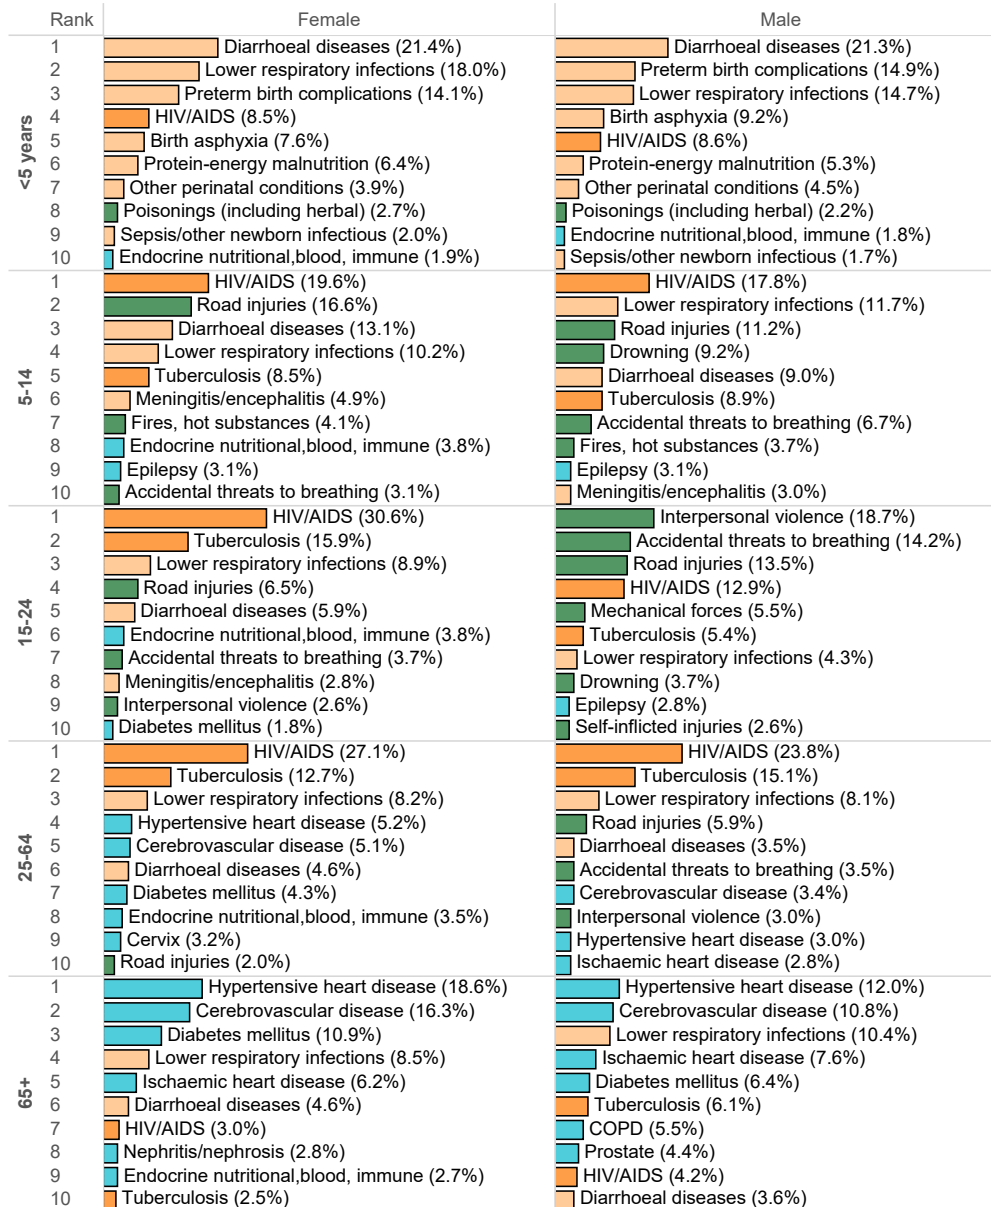 Rank Female Male
<5 years
1 Diarrhoeal diseases (21.4%) Diarrhoeal diseases (21.3%)
2 Lower respiratory infections (18.0%) Preterm birth complications (14.9%)
3 Preterm birth complications (14.1%) Lower respiratory infections (14.7%)
4 HIV/AIDS (8.5%) Birth asphyxia (9.2%)
5 Birth asphyxia (7.6%) HIV/AIDS (8.6%)
6 Protein-energy malnutrition (6.4%) Protein-energy malnutrition (5.3%)
7 Other perinatal conditions (3.9%) Other perinatal conditions (4.5%)
8 Poisonings (including herbal) (2.7%) Poisonings (including herbal) (2.2%)
9 Sepsis/other newborn infectious (2.0%) Endocrine nutritional,blood, immune (1.8%)
10 Endocrine nutritional,blood, immune (1.9%) Sepsis/other newborn infectious (1.7%)
5-14
1 HIV/AIDS (19.6%) HIV/AIDS (17.8%)
2 Road injuries (16.6%) Lower respiratory infections (11.7%)
3 Diarrhoeal diseases (13.1%) Road injuries (11.2%)
4 Lower respiratory infections (10.2%) Drowning (9.2%)
5 Tuberculosis (8.5%) Diarrhoeal diseases (9.0%)
6 Meningitis/encephalitis (4.9%) Tuberculosis (8.9%)
7 Fires, hot substances (4.1%) Accidental threats to breathing (6.7%)
8 Endocrine nutritional,blood, immune (3.8%) Fires, hot substances (3.7%)
9 Epilepsy (3.1%) Epilepsy (3.1%)
10 Accidental threats to breathing (3.1%) Meningitis/encephalitis (3.0%)
15-24
1 HIV/AIDS (30.6%) Interpersonal violence (18.7%)
2 Tuberculosis (15.9%) Accidental threats to breathing (14.2%)
3 Lower respiratory infections (8.9%) Road injuries (13.5%)
4 Road injuries (6.5%) HIV/AIDS (12.9%)
5 Diarrhoeal diseases (5.9%) Mechanical forces (5.5%)
6 Endocrine nutritional,blood, immune (3.8%) Tuberculosis (5.4%)
7 Accidental threats to breathing (3.7%) Lower respiratory infections (4.3%)
8 Meningitis/encephalitis (2.8%) Drowning (3.7%)
9 Interpersonal violence (2.6%) Epilepsy (2.8%)
10 Diabetes mellitus (1.8%) Self-inflicted injuries (2.6%)
25-64
1 HIV/AIDS (27.1%) HIV/AIDS (23.8%)
2 Tuberculosis (12.7%) Tuberculosis (15.1%)
3 Lower respiratory infections (8.2%) Lower respiratory infections (8.1%)
4 Hypertensive heart disease (5.2%) Road injuries (5.9%)
5 Cerebrovascular disease (5.1%) Diarrhoeal diseases (3.5%)
6 Diarrhoeal diseases (4.6%) Accidental threats to breathing (3.5%)
7 Diabetes mellitus (4.3%) Cerebrovascular disease (3.4%)
8 Endocrine nutritional,blood, immune (3.5%) Interpersonal violence (3.0%)
9 Cervix (3.2%) Hypertensive heart disease (3.0%)
10 Road injuries (2.0%) Ischaemic heart disease (2.8%)
65+
1 Hypertensive heart disease (18.6%) Hypertensive heart disease (12.0%)
2 Cerebrovascular disease (16.3%) Cerebrovascular disease (10.8%)
3 Diabetes mellitus (10.9%) Lower respiratory infections (10.4%)
4 Lower respiratory infections (8.5%) Ischaemic heart disease (7.6%)
5 Ischaemic heart disease (6.2%) Diabetes mellitus (6.4%)
6 Diarrhoeal diseases (4.6%) Tuberculosis (6.1%)
7 HIV/AIDS (3.0%) COPD (5.5%)
8 Nephritis/nephrosis (2.8%) Prostate (4.4%)
9 Endocrine nutritional,blood, immune (2.7%) HIV/AIDS (4.2%)
10 Tuberculosis (2.5%) Diarrhoeal diseases (3.6%)